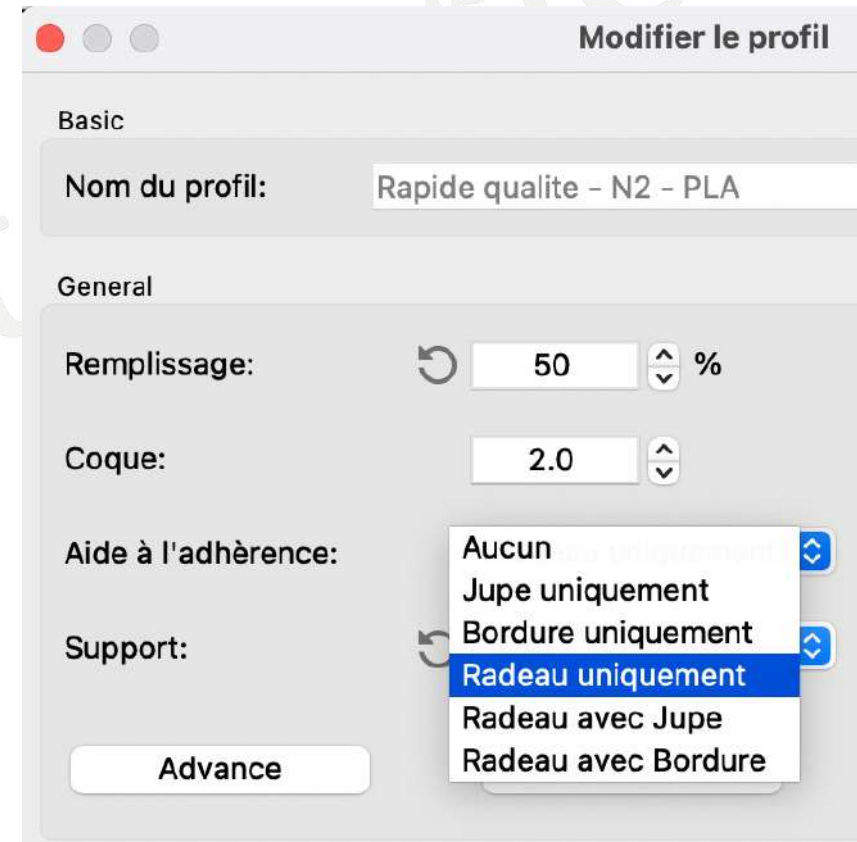 Modifier le profil
Basic
Nom du profil: Rapide qualite - N2 - PLA
General
Remplissage: 50 %
Coque: 2.0
Aide à l'adhèrence:
Aucun
Jupe uniquement
Bordure uniquement
Support:
Radeau uniquement
Radeau avec Jupe
Radeau avec Bordure
Advance